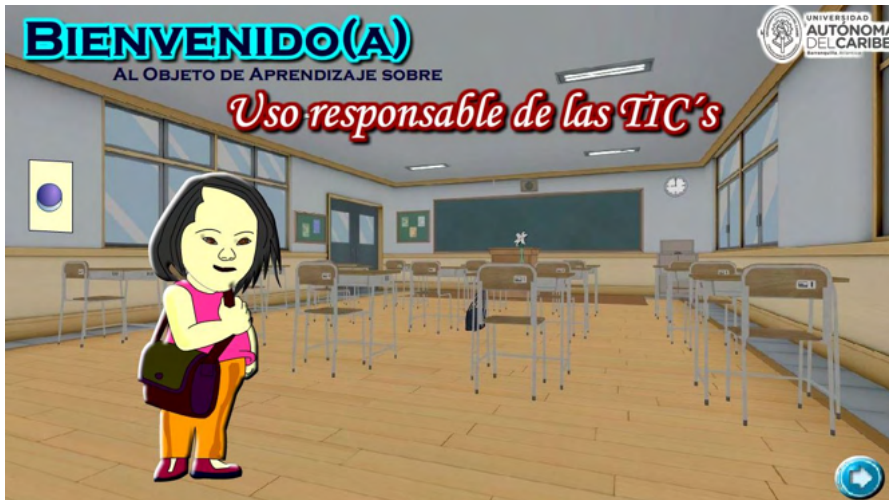 BIENVENIDO(A)
AL OBJETO DE APRENDIZAJE SOBRE
Uso responsable de las TIC´s
UNIVERSIDAD
AUTÓNOMA
DEL CARIBE